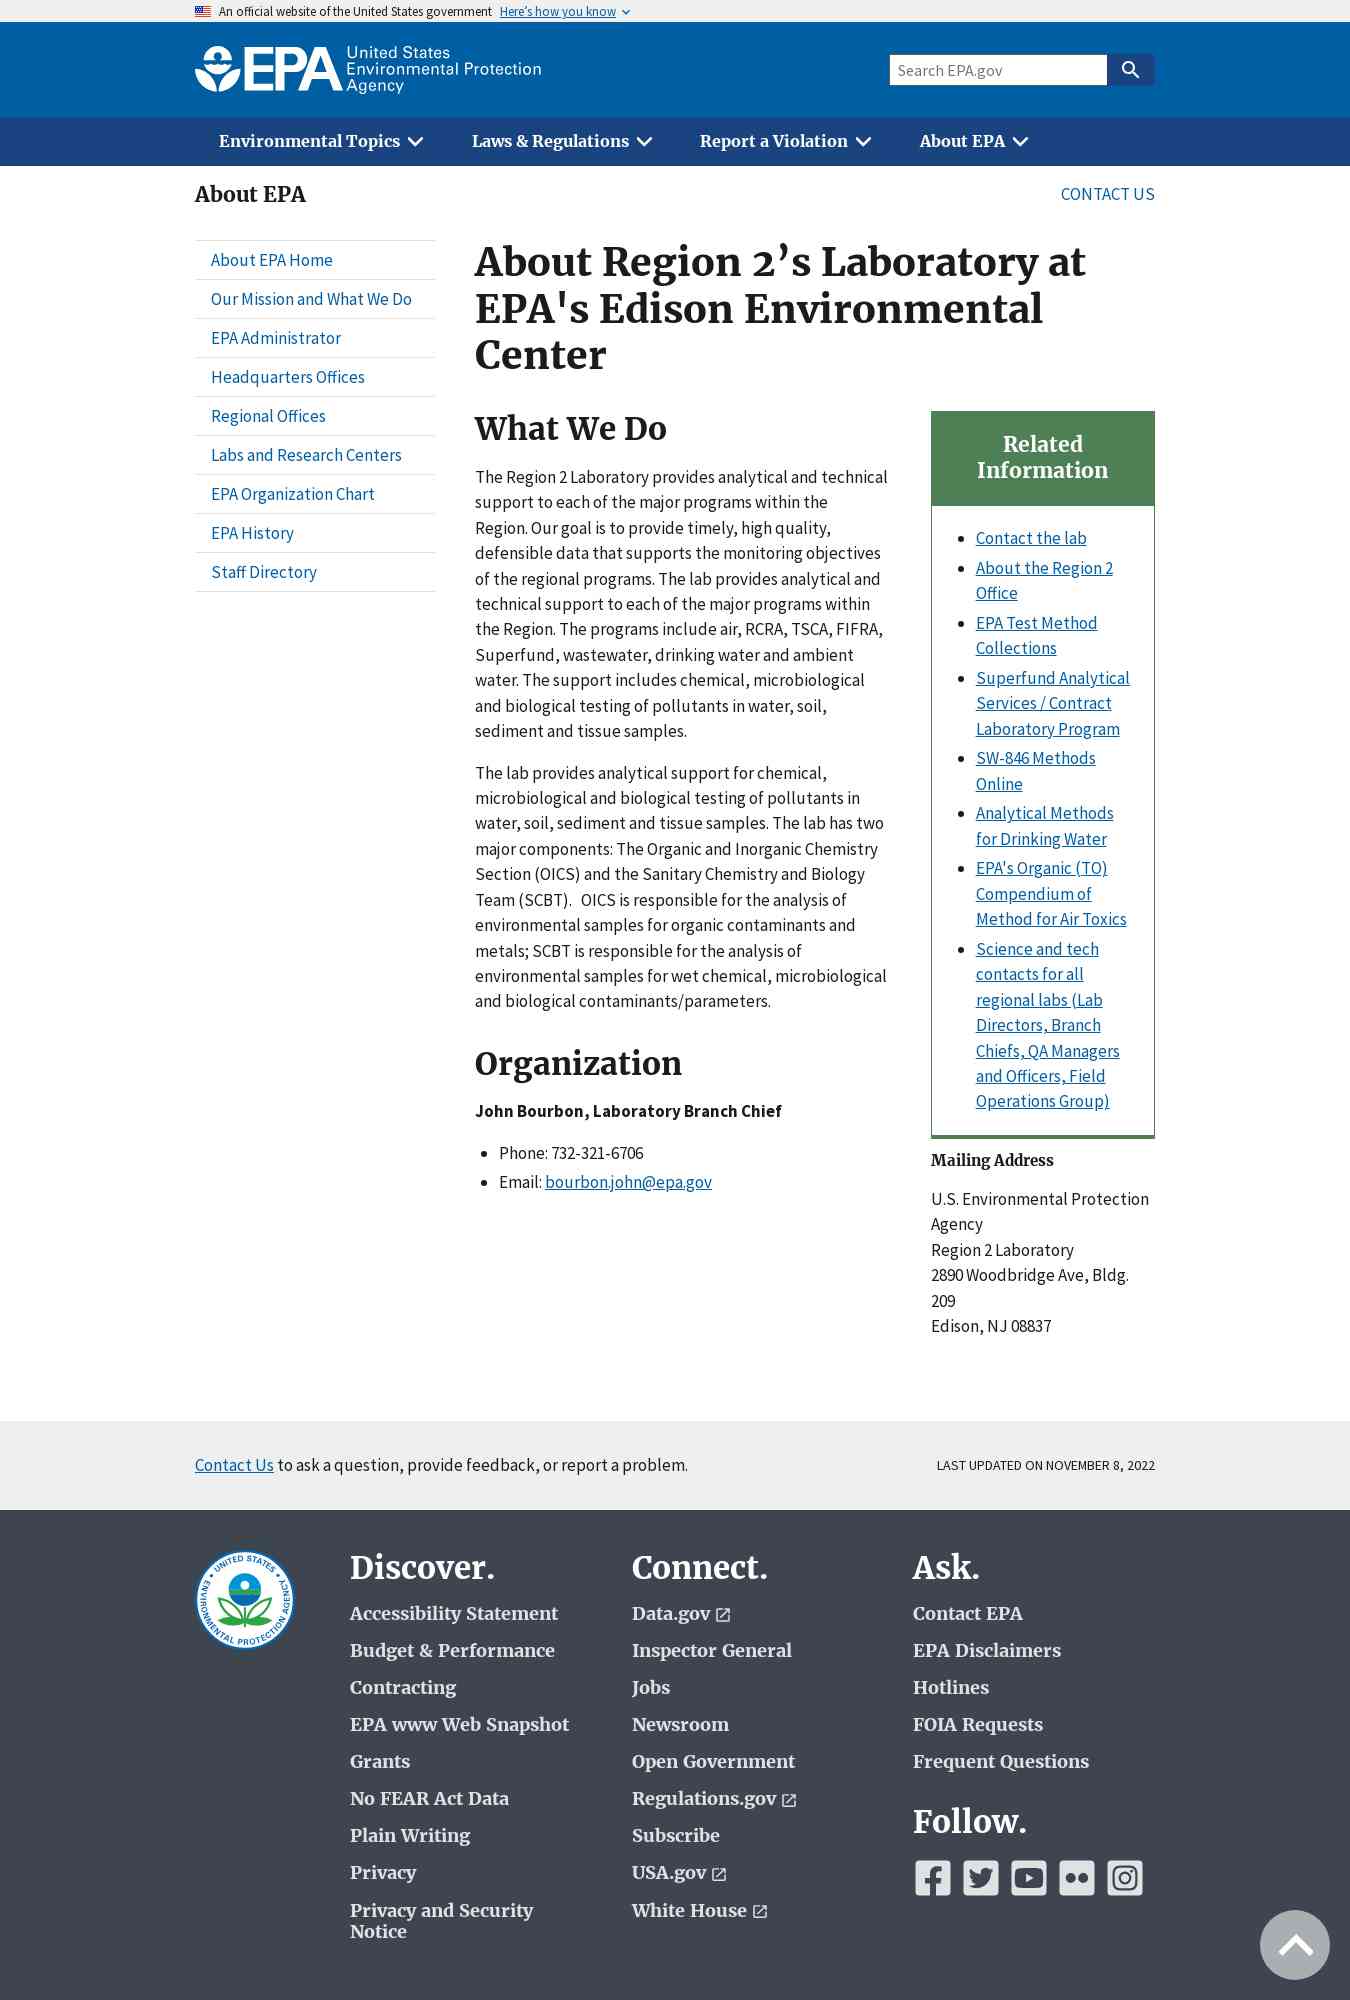 An official website of the United States government Here's how you know
EPA United States
Environmental Protection
Agency
Search EPA.gov
Environmental Topics Laws & Regulations Report a Violation About EPA
About EPA
CONTACT US
About EPA Home
Our Mission and What We Do
EPA Administrator
Headquarters Offices
Regional Offices
Labs and Research Centers
EPA Organization Chart
EPA History
Staff Directory
About Region 2’s Laboratory at
EPA's Edison Environmental
Center
What We Do
The Region 2 Laboratory provides analytical and technical
support to each of the major programs within the
Region. Our goal is to provide timely, high quality,
defensible data that supports the monitoring objectives
of the regional programs. The lab provides analytical and
technical support to each of the major programs within
the Region. The programs include air, RCRA, TSCA, FIFRA,
Superfund, wastewater, drinking water and ambient
water. The support includes chemical, microbiological
and biological testing of pollutants in water, soil,
sediment and tissue samples.
The lab provides analytical support for chemical,
microbiological and biological testing of pollutants in
water, soil, sediment and tissue samples. The lab has two
major components: The Organic and Inorganic Chemistry
Section (OICS) and the Sanitary Chemistry and Biology
Team (SCBT).  OICS is responsible for the analysis of
environmental samples for organic contaminants and
metals; SCBT is responsible for the analysis of
environmental samples for wet chemical, microbiological
and biological contaminants/parameters.
Organization
John Bourbon, Laboratory Branch Chief
Phone: 732-321-6706
Email: bourbon.john@epa.gov
Related
Information
Contact the lab
About the Region 2
Office
EPA Test Method
Collections
Superfund Analytical
Services / Contract
Laboratory Program
SW-846 Methods
Online
Analytical Methods
for Drinking Water
EPA's Organic (TO)
Compendium of
Method for Air Toxics
Science and tech
contacts for all
regional labs (Lab
Directors, Branch
Chiefs, QA Managers
and Officers, Field
Operations Group)
Mailing Address
U.S. Environmental Protection
Agency
Region 2 Laboratory
2890 Woodbridge Ave, Bldg.
209
Edison, NJ 08837
Contact Us to ask a question, provide feedback, or report a problem.
LAST UPDATED ON NOVEMBER 8, 2022
UNITED STATES
ENVIRONMENTAL PROTECTION AGENCY
Discover.
Accessibility Statement
Budget & Performance
Contracting
EPA www Web Snapshot
Grants
No FEAR Act Data
Plain Writing
Privacy
Privacy and Security
Notice
Connect.
Data.gov
Inspector General
Jobs
Newsroom
Open Government
Regulations.gov
Subscribe
USA.gov
White House
Ask.
Contact EPA
EPA Disclaimers
Hotlines
FOIA Requests
Frequent Questions
Follow.